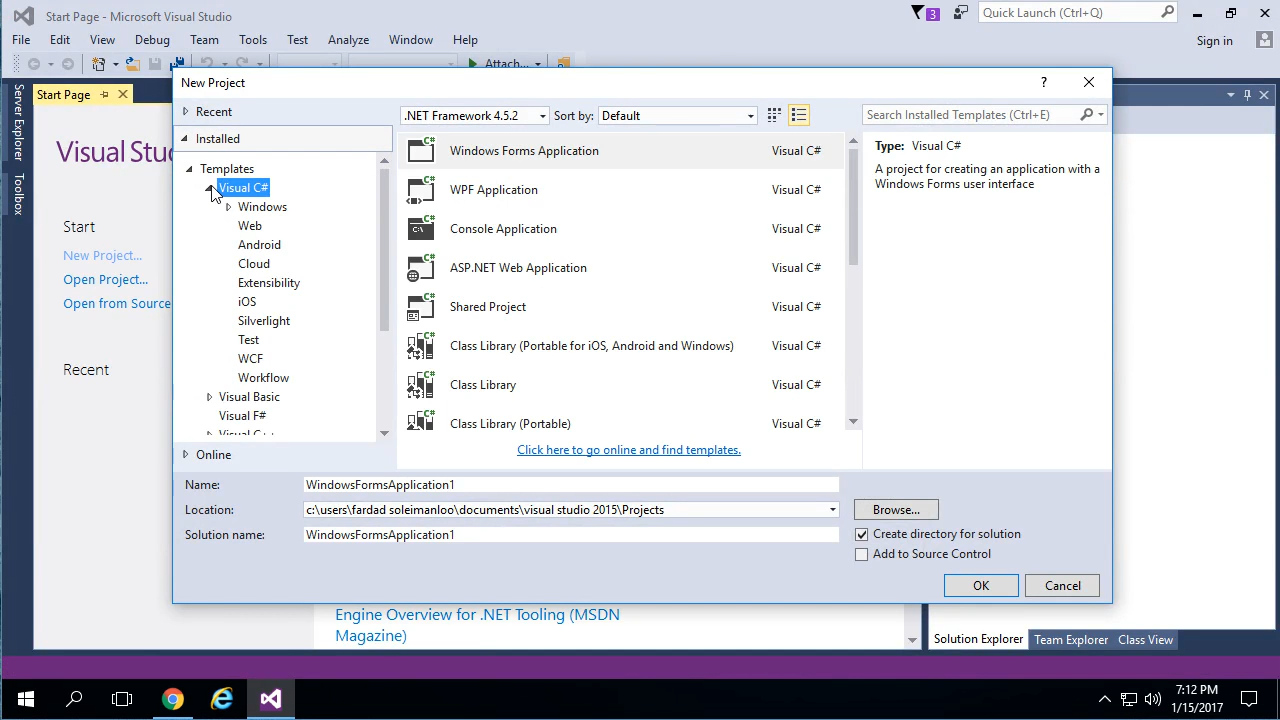 Start Page - Microsoft Visual Studio
3
Quick Launch (Ctrl+Q)
File Edit View Debug Team Tools Test Analyze Window Help
Sign in
Attach...
Server Explorer
Toolbox
Start Page
Visual Stu
Start
New Project...
Open Project...
Open from Source
Recent
New Project
?
Recent
Installed
.NET Framework 4.5.2
Sort by:
Default
Search Installed Templates (Ctrl+E)
Templates
Visual C#
Windows
Web
Android
Cloud
Extensibility
iOS
Silverlight
Test
WCF
Workflow
Visual Basic
Visual F#
Visual C++
Online
Windows Forms Application Visual C#
WPF Application Visual C#
Console Application Visual C#
ASP.NET Web Application Visual C#
Shared Project Visual C#
Class Library (Portable for iOS, Android and Windows) Visual C#
Class Library Visual C#
Class Library (Portable) Visual C#
Click here to go online and find templates.
Type: Visual C#
A project for creating an application with a
Windows Forms user interface
Name: WindowsFormsApplication1
Location: c:\users\fardad soleimanloo\documents\visual studio 2015\Projects
Browse...
Solution name: WindowsFormsApplication1
Create directory for solution
Add to Source Control
OK Cancel
Engine Overview for .NET Tooling (MSDN
Magazine)
Solution Explorer Team Explorer Class View
7:12 PM
1/15/2017